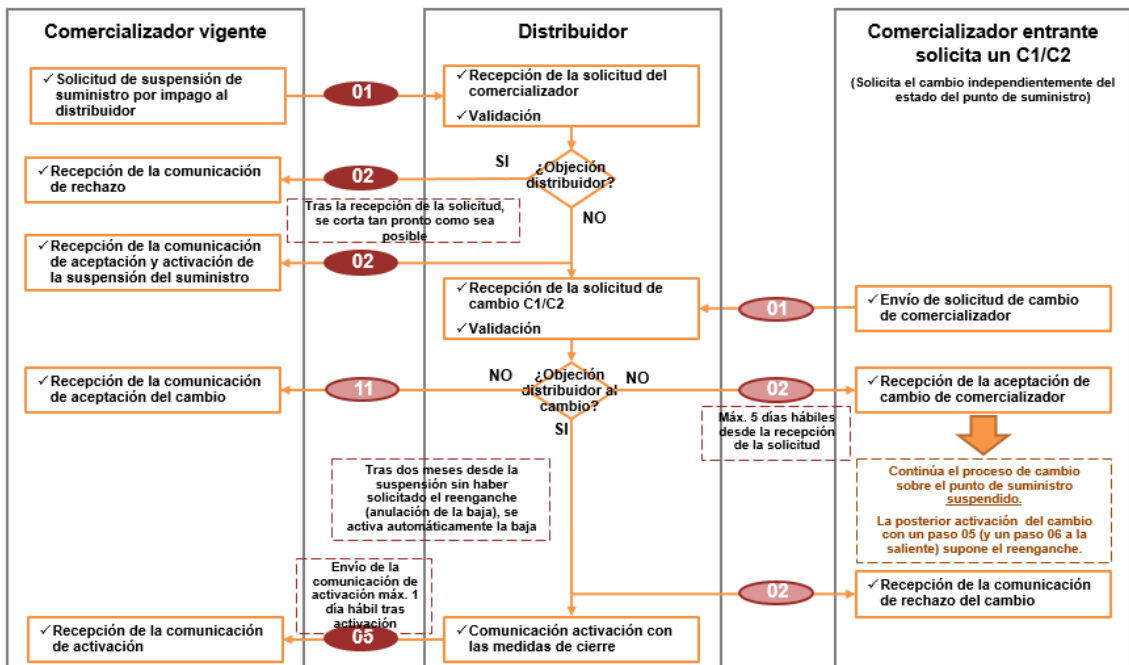 Comercializador vigente
Distribuidor
Comercializador entrante
solicita un C1/C2
(Solicita el cambio independientemente del
estado del punto de suministro)
✓ Solicitud de suspensión de
suministro por impago al
distribuidor
01
✓ Recepción de la solicitud del
comercializador
✓ Validación
SI
¿Objeción
distribuidor?
✓ Recepción de la comunicación
de rechazo
02
NO
Tras la recepción de la solicitud,
se corta tan pronto como sea
posible
✓ Recepción de la comunicación
de aceptación y activación de
la suspensión del suministro
02
✓ Recepción de la solicitud de
cambio C1/C2
✓ Validación
01
✓ Envío de solicitud de cambio
de comercializador
✓ Recepción de la comunicación
de aceptación del cambio
11
NO
¿Objeción
distribuidor al
cambio?
NO
02
✓ Recepción de la aceptación de
cambio de comercializador
SI
Máx. 5 días hábiles
desde la recepción
de la solicitud
Tras dos meses desde la
suspensión sin haber
solicitado el reenganche
(anulación de la baja), se
activa automáticamente la baja
Continúa el proceso de cambio
sobre el punto de suministro
suspendido.
La posterior activación del cambio
con un paso 05 (y un paso 06 a la
saliente) supone el reenganche.
Envío de la
comunicación de
activación máx. 1
día hábil tras
activación
02
✓ Recepción de la comunicación
de rechazo del cambio
✓ Recepción de la comunicación
de activación
05
✓ Comunicación activación con
las medidas de cierre